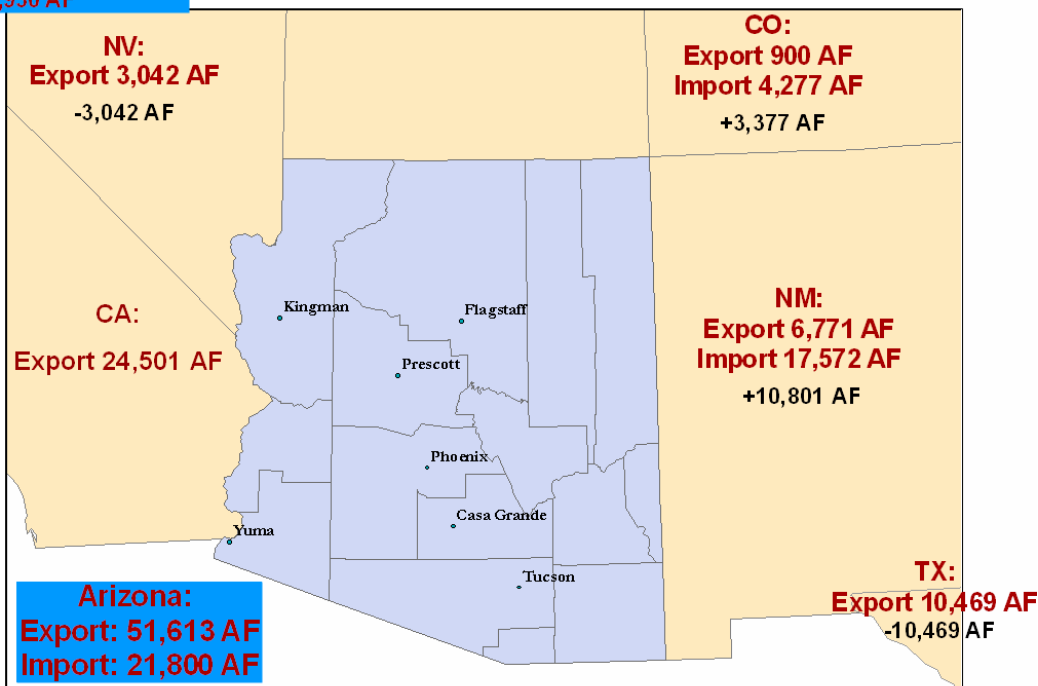 NV:
Export 3,042 AF
-3,042 AF
CO:
Export 900 AF
Import 4,277 AF
+3,377 AF
CA:
Export 24,501 AF
NM:
Export 6,771 AF
Import 17,572 AF
+10,801 AF
Kingman
Flagstaff
Prescott
Phoenix
Casa Grande
Yuma
Tucson
TX:
Export 10,469 AF
-10,469 AF
Arizona:
Export: 51,613 AF
Import: 21,800 AF